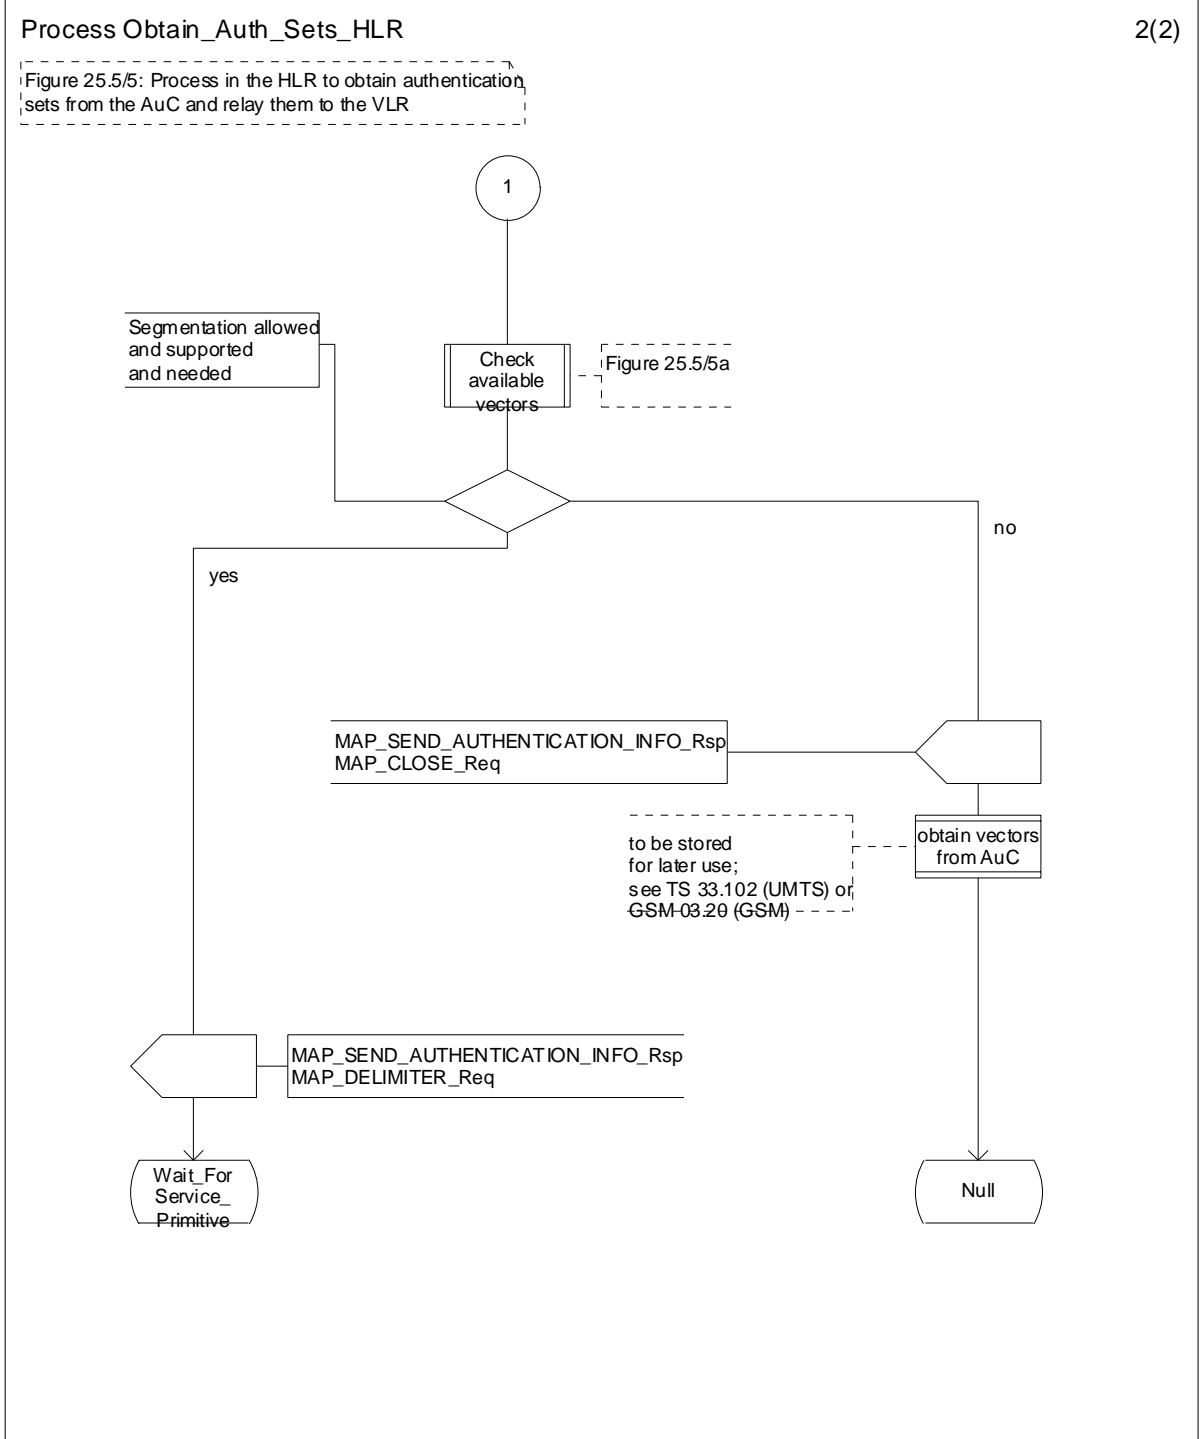 Process Obtain_Auth_Sets_HLR
2(2)
Figure 25.5/5: Process in the HLR to obtain authentication
sets from the AuC and relay them to the VLR
1
Segmentation allowed
and supported
and needed
Check
available
vectors
Figure 25.5/5a
no
yes
MAP_SEND_AUTHENTICATION_INFO_Rsp
MAP_CLOSE_Req
to be stored
for later use;
see TS 33.102 (UMTS) or
GSM 03.20 (GSM)
obtain vectors
from AuC
MAP_SEND_AUTHENTICATION_INFO_Rsp
MAP_DELIMITER_Req
Wait_For
Service_
Primitive
Null